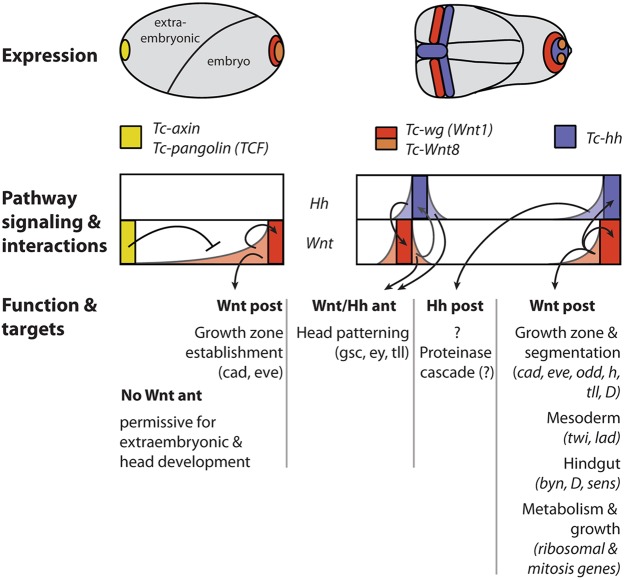 Expression
extra-
embryonic
embryo
Tc-axin
Tc-pangolin (TCF)
Tc-wg (Wnt1)
Tc-Wnt8
Tc-hh
Pathway
signaling &
interactions
Hh
Wnt
Function &
targets
Wnt post
Growth zone
establishment
(cad, eve)
No Wnt ant
permissive for
extraembryonic &
head development
Wnt/Hh ant
Head patterning
(gsc, ey, tll)
Hh post
?
Proteinase
cascade (?)
Wnt post
Growth zone &
segmentation
(cad, eve, odd, h,
tll, D)
Mesoderm
(twi, lad)
Hindgut
(byn, D, sens)
Metabolism &
growth
(ribosomal &
mitosis genes)